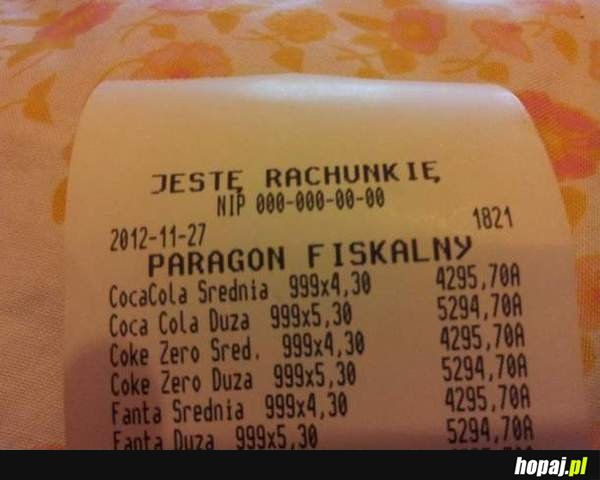 JESTĘ RACHUNKIĘ
NIP 000-000-00-00
2012-11-27 1821
PARAGON FISKALNY
CocaCola Srednia 999x4,30 4295,70A
Coca Cola Duza 999x5,30 5294,70A
Coke Zero Sred. 999x4,30 4295,70A
Coke Zero Duza 999x5,30 5294,70A
Fanta Srednia 999x4,30 4295,70A
Fanta Duza 999x5,30 5294,70A
hopaj.pl